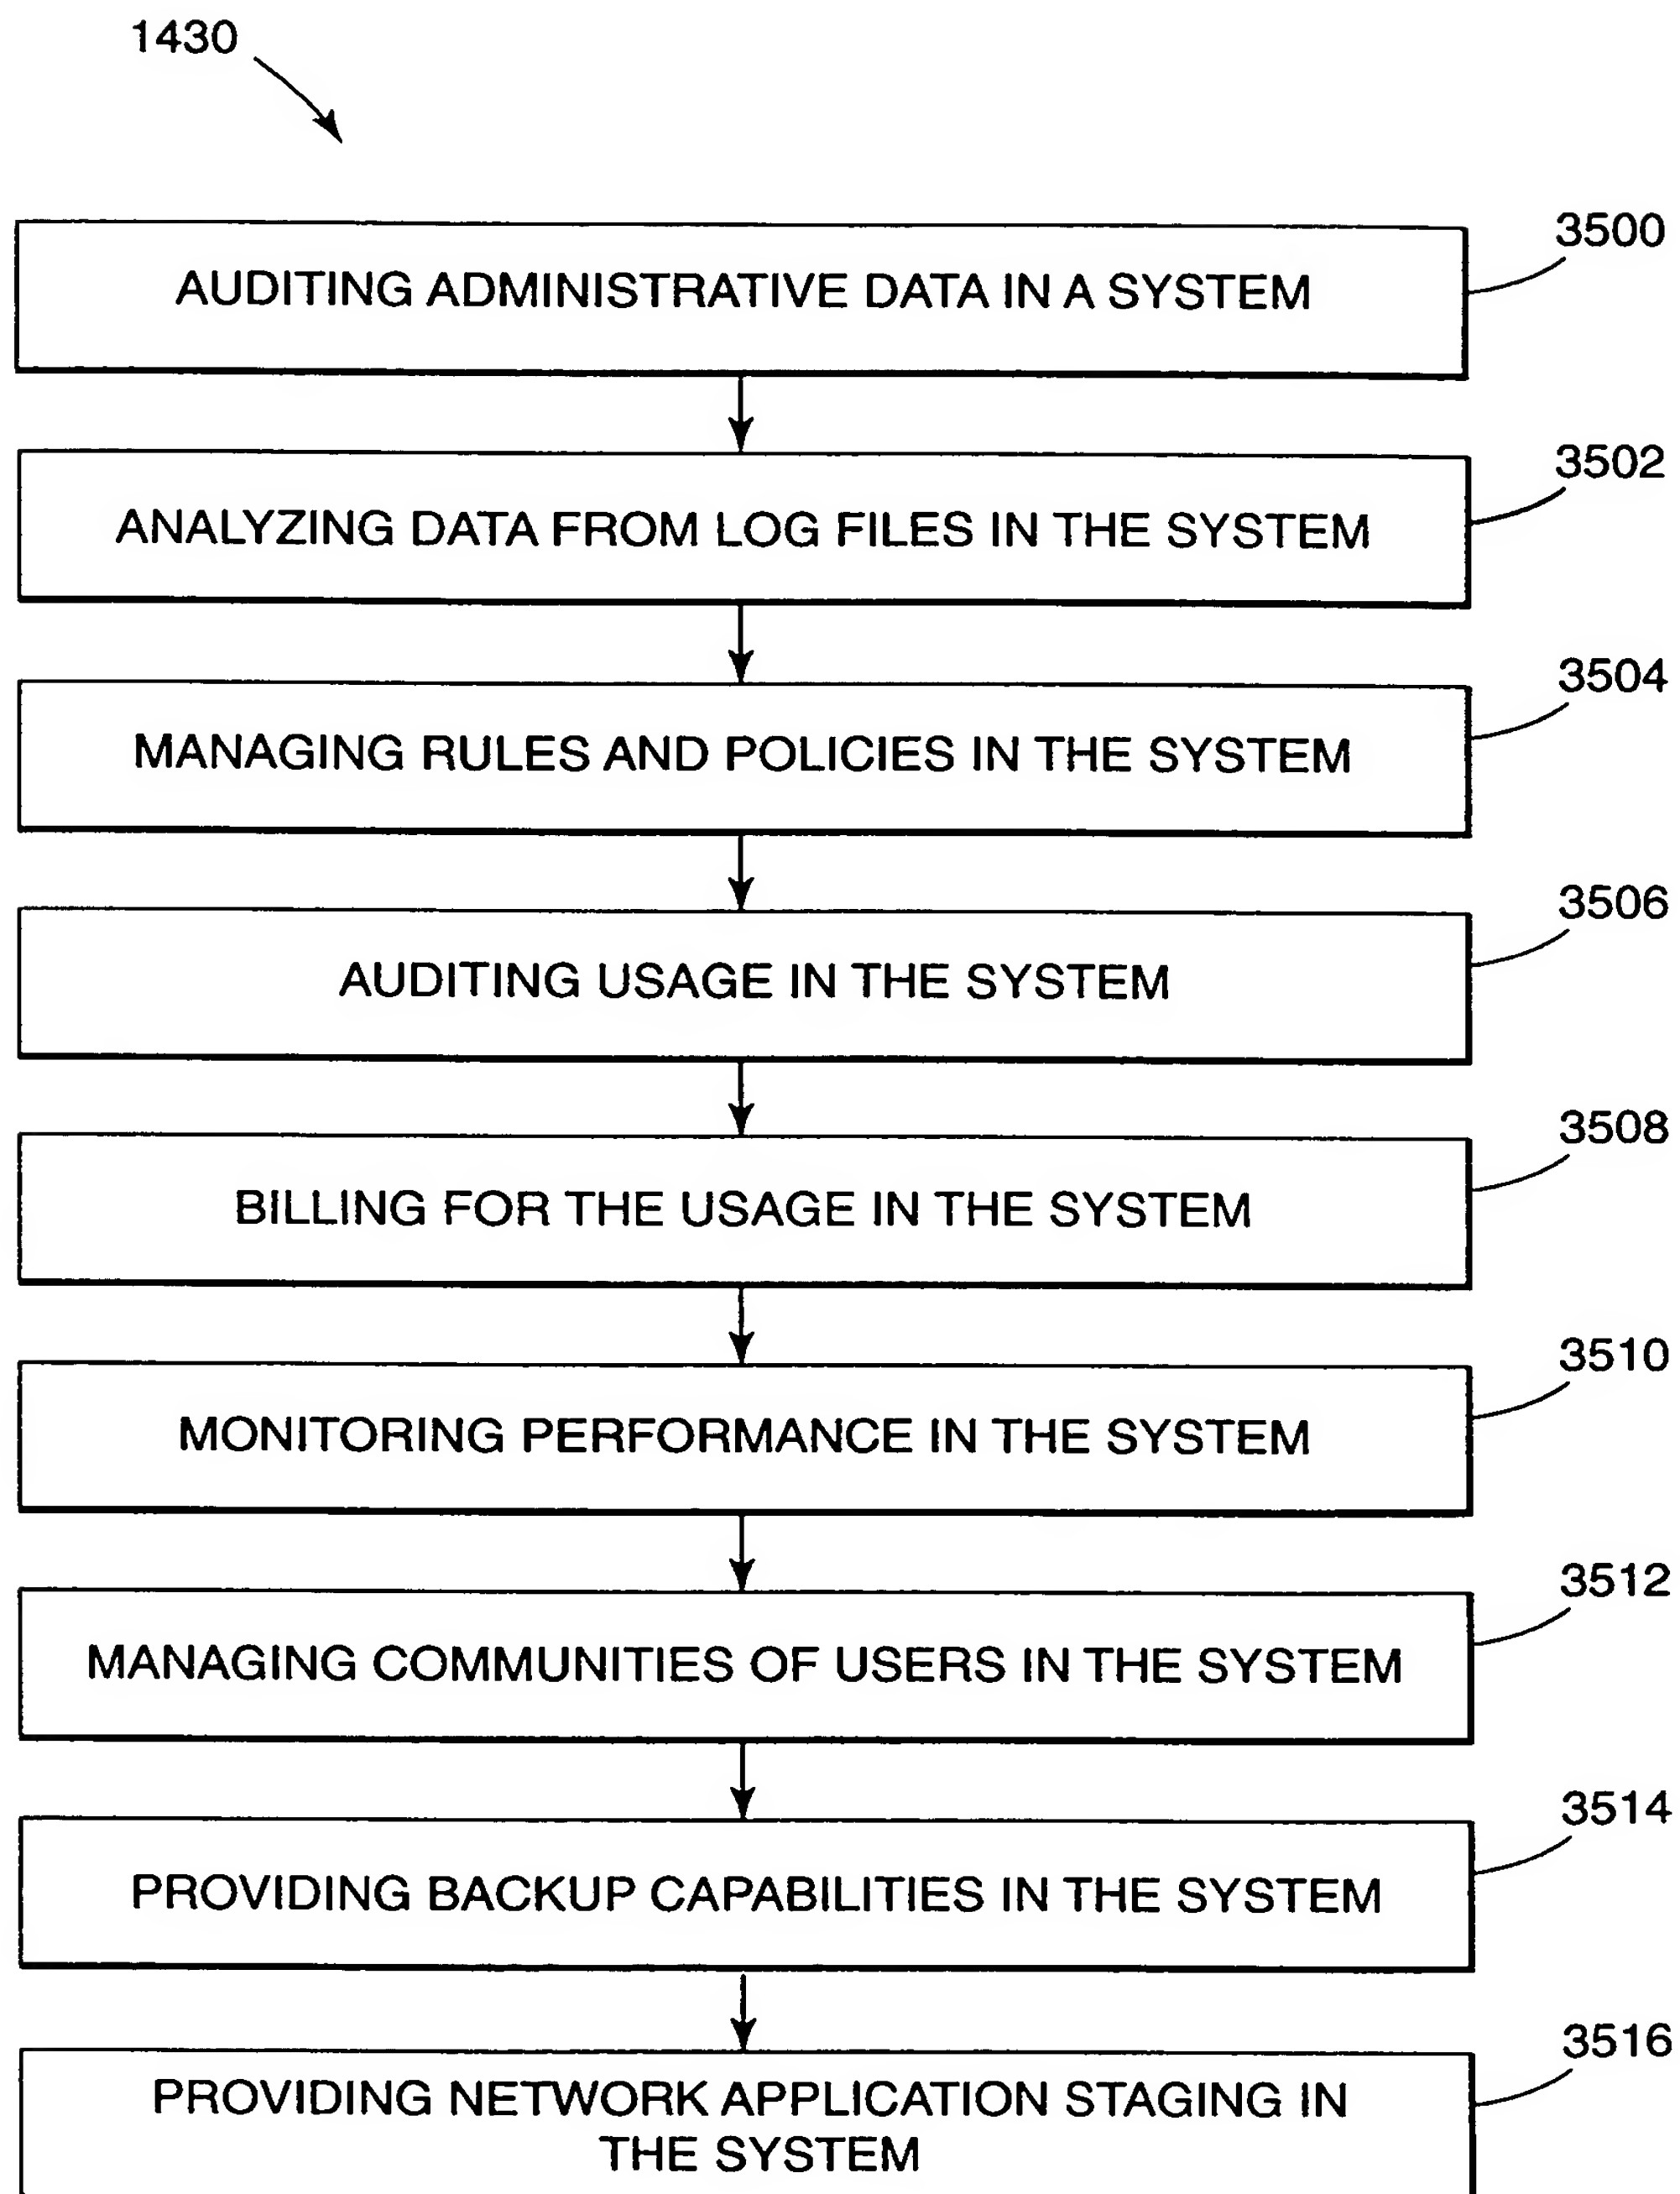 1430
AUDITING ADMINISTRATIVE DATA IN A SYSTEM
3500
ANALYZING DATA FROM LOG FILES IN THE SYSTEM
3502
MANAGING RULES AND POLICIES IN THE SYSTEM
3504
AUDITING USAGE IN THE SYSTEM
3506
BILLING FOR THE USAGE IN THE SYSTEM
3508
MONITORING PERFORMANCE IN THE SYSTEM
3510
MANAGING COMMUNITIES OF USERS IN THE SYSTEM
3512
PROVIDING BACKUP CAPABILITIES IN THE SYSTEM
3514
PROVIDING NETWORK APPLICATION STAGING IN
THE SYSTEM
3516